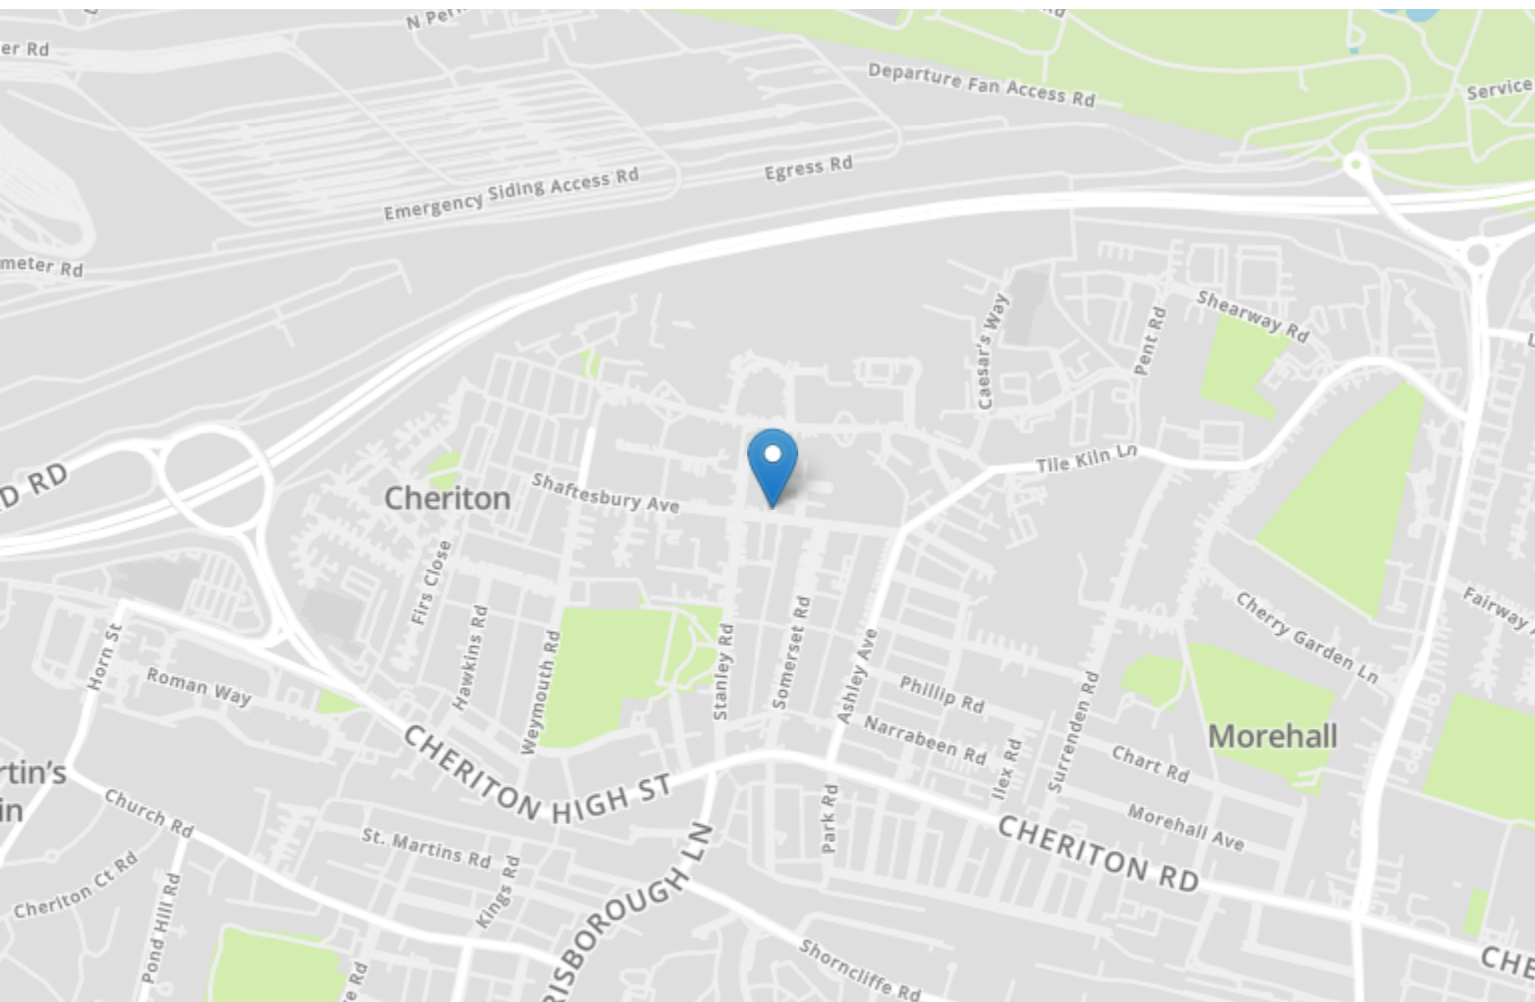 N Per
er Rd
Departure Fan Access Rd
Service
Egress Rd
Emergency Siding Access Rd
meter Rd
Shearway Rd
Caesar's Way
Pent Rd
Tile Kiln Ln
D RD
Cheriton
Shaftesbury Ave
Firs Close
Hawkins Rd
Weymouth Rd
Stanley Rd
Somerset Rd
Ashley Ave
Cherry Garden Ln
Fairway
Horn St
Roman Way
Phillip Rd
Narrabeen Rd
Ilex Rd
Surrenden Rd
Morehall
Chart Rd
CHERITON HIGH ST
rtin's
in
Church Rd
Park Rd
Morehall Ave
CHERITON RD
St. Martins Rd
Kings Rd
Cheriton Ct Rd
Pond Hill Rd
RISBOROUGH LN
Shorncliffe Rd
CHE
e Rd